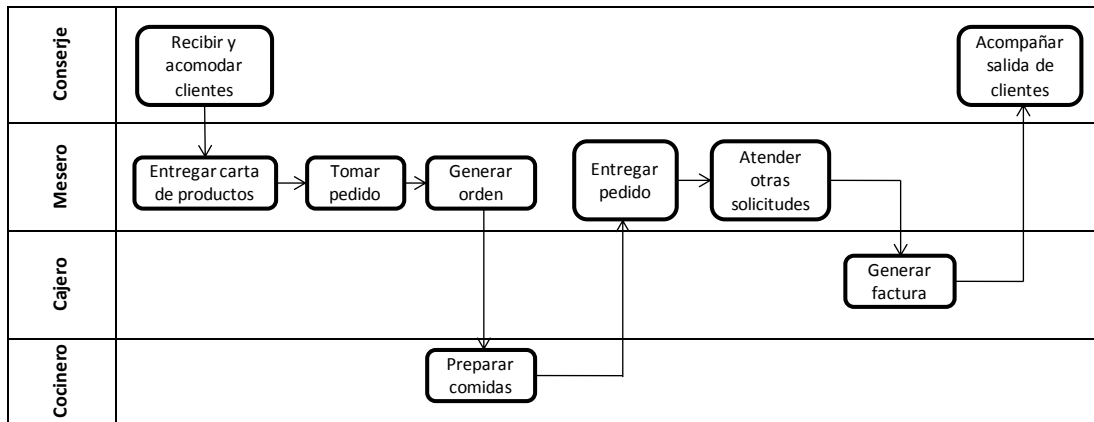 Conserje
Recibir y
acomodar
clientes
Acompañar
salida de
clientes
Mesero
Entregar carta
de productos
Tomar
pedido
Generar
orden
Entregar
pedido
Atender
otras
solicitudes
Cajero
Generar
factura
Cocinero
Preparar
comidas